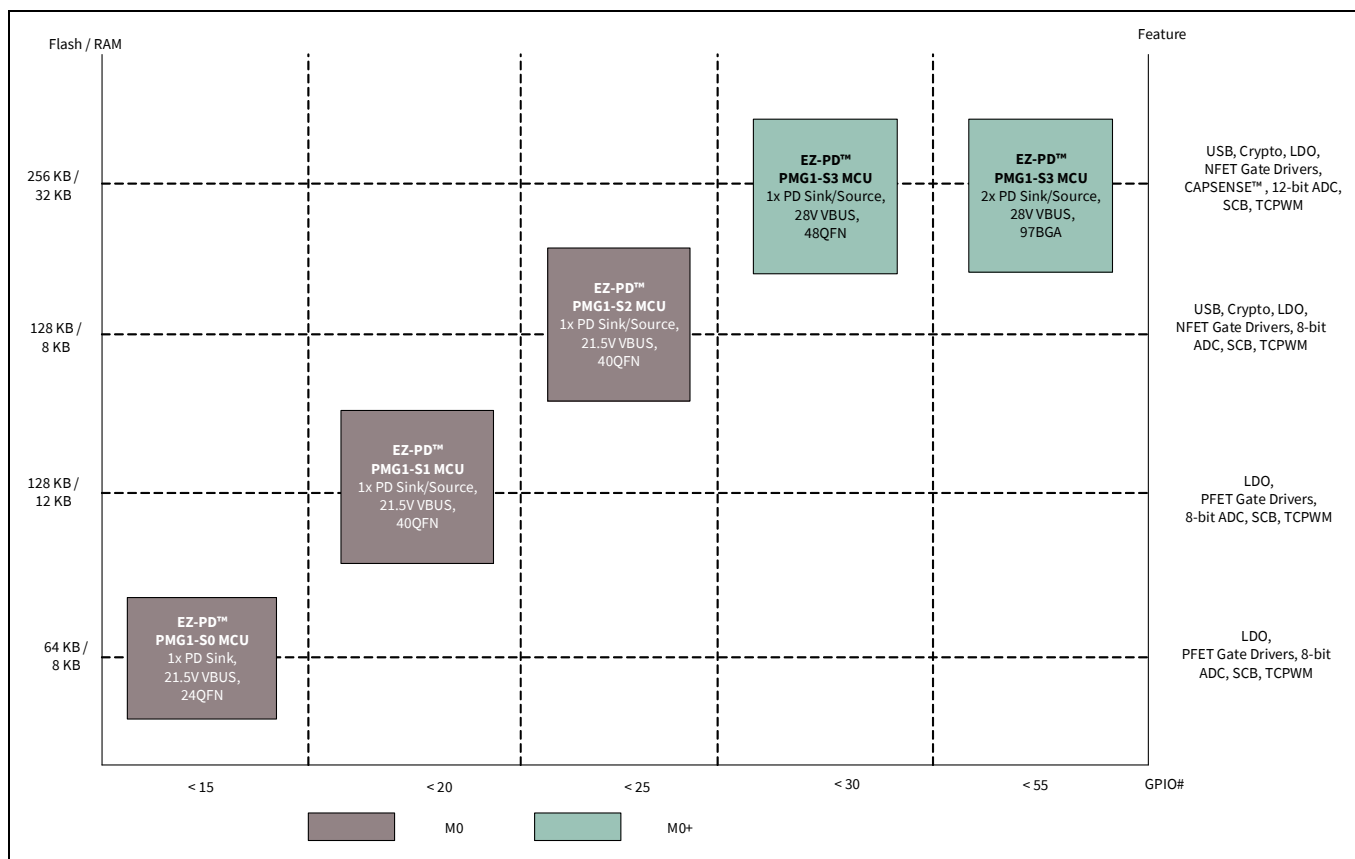 Flash / RAM
Feature
256 KB /
32 KB
EZ-PD™
PMG1-S3 MCU
1x PD Sink/Source,
28V VBUS,
48QFN
EZ-PD™
PMG1-S3 MCU
2x PD Sink/Source,
28V VBUS,
97BGA
USB, Crypto, LDO,
NFET Gate Drivers,
CAPSENSE™ , 12-bit ADC,
SCB, TCPWM
128 KB /
8 KB
EZ-PD™
PMG1-S2 MCU
1x PD Sink/Source,
21.5V VBUS,
40QFN
USB, Crypto, LDO,
NFET Gate Drivers, 8-bit
ADC, SCB, TCPWM
128 KB /
12 KB
EZ-PD™
PMG1-S1 MCU
1x PD Sink/Source,
21.5V VBUS,
40QFN
LDO,
PFET Gate Drivers,
8-bit ADC, SCB, TCPWM
64 KB /
8 KB
EZ-PD™
PMG1-S0 MCU
1x PD Sink,
21.5V VBUS,
24QFN
LDO,
PFET Gate Drivers, 8-bit
ADC, SCB, TCPWM
< 15
< 20
< 25
< 30
< 55
GPIO#
M0
M0+